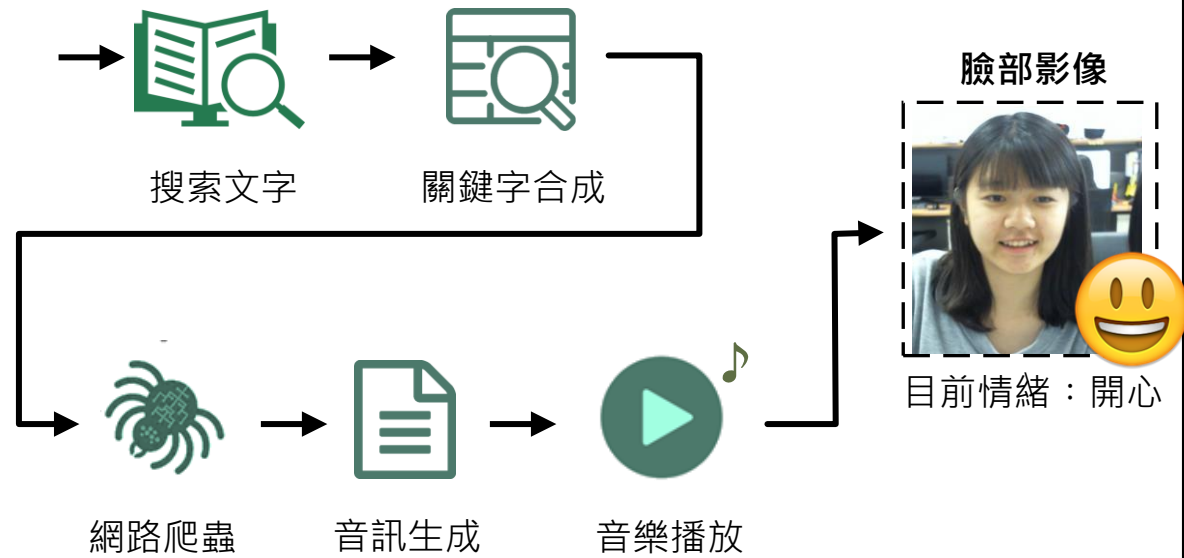 搜索文字
關鍵字合成
臉部影像
目前情緒：開心
網路爬蟲
音訊生成
音樂播放